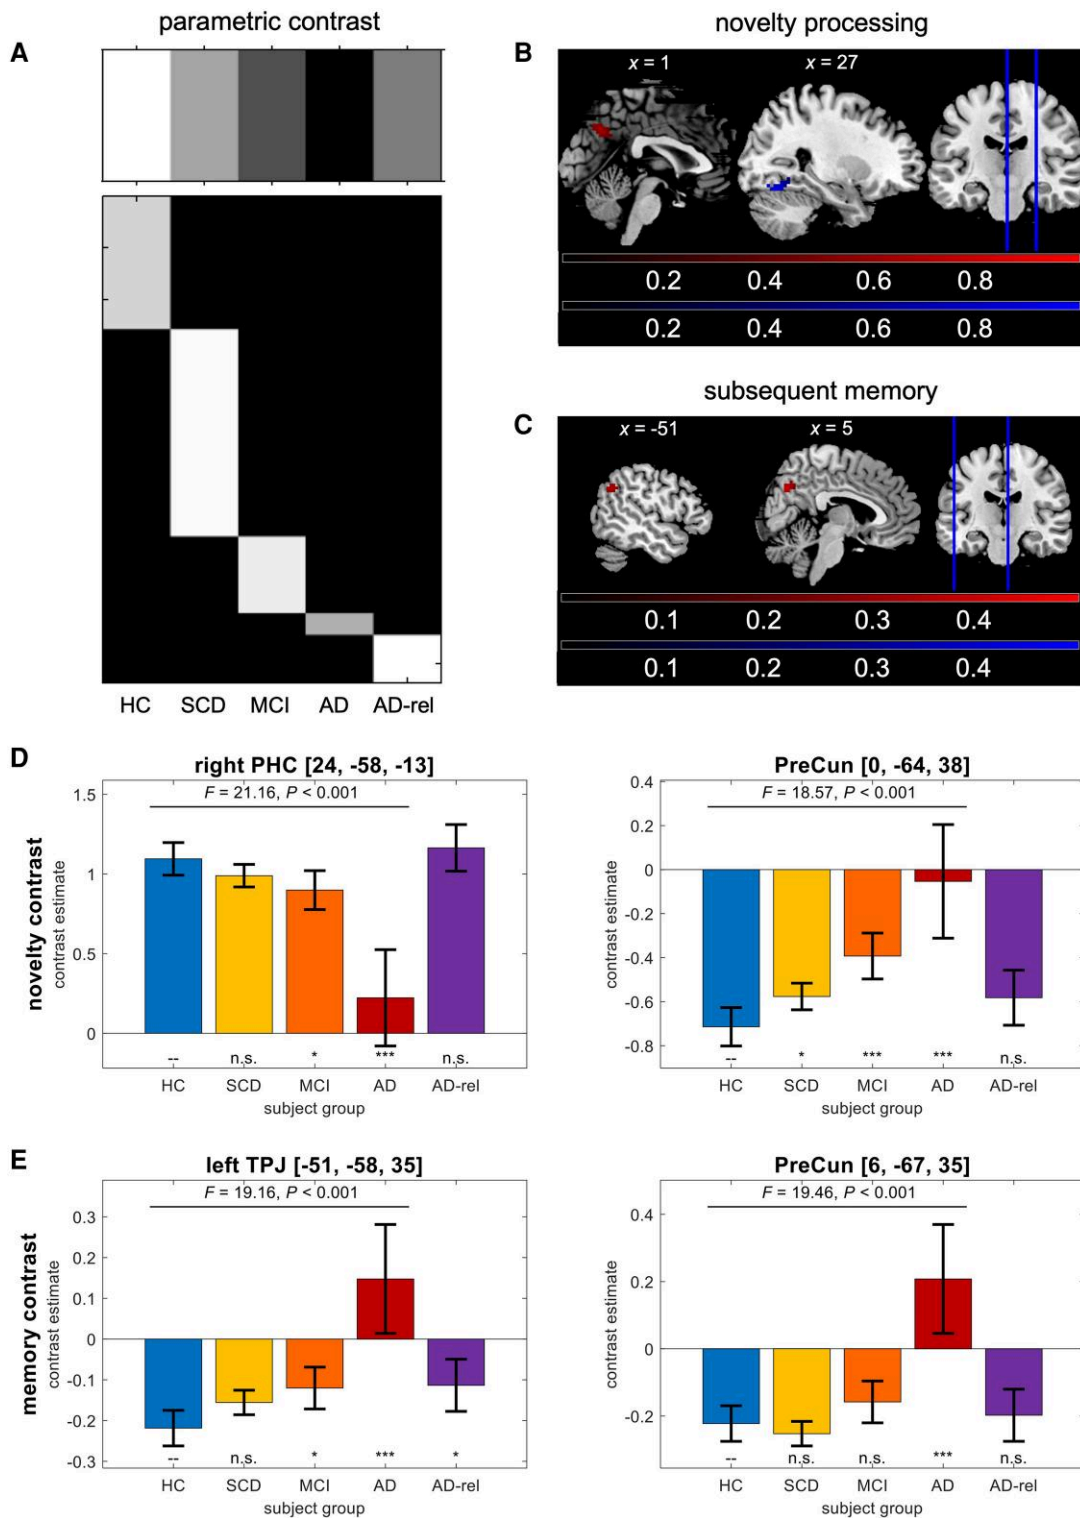 parametric contrast
A
HC SCD MCI AD AD-rel
novelty processing
B
x = 1 x = 27
0.2 0.4 0.6 0.8
0.2 0.4 0.6 0.8
subsequent memory
C
x = -51 x = 5
0.1 0.2 0.3 0.4
0.1 0.2 0.3 0.4
D
novelty contrast
right PHC [24, -58, -13]
F = 21.16, P < 0.001
contrast estimate
1.5
1
0.5
0
-- n.s. * *** n.s.
HC SCD MCI AD AD-rel
subject group
PreCun [0, -64, 38]
F = 18.57, P < 0.001
contrast estimate
0.4
0.2
0
-0.2
-0.4
-0.6
-0.8
-- * *** *** n.s.
HC SCD MCI AD AD-rel
subject group
E
memory contrast
left TPJ [-51, -58, 35]
F = 19.16, P < 0.001
contrast estimate
0.3
0.2
0.1
0
-0.1
-0.2
-0.3
-- n.s. * *** *
HC SCD MCI AD AD-rel
subject group
PreCun [6, -67, 35]
F = 19.46, P < 0.001
contrast estimate
0.4
0.2
0
-0.2
-- n.s. n.s. *** n.s.
HC SCD MCI AD AD-rel
subject group